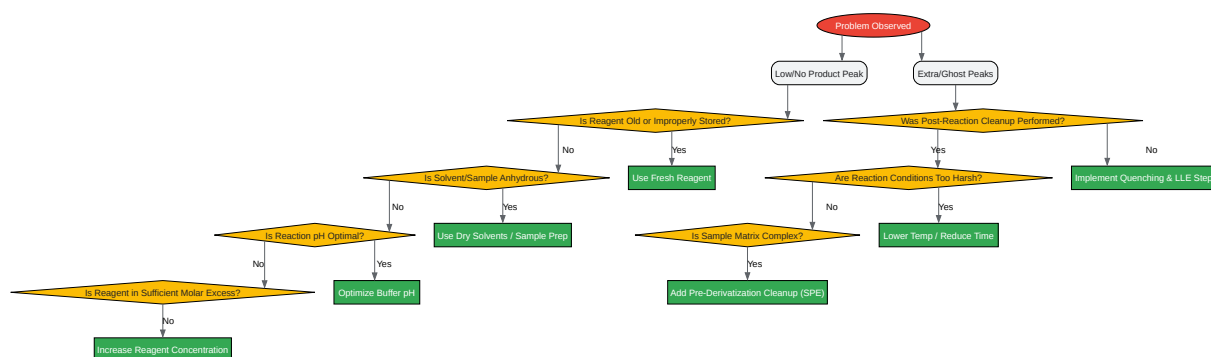 Problem Observed
Low/No Product Peak
Extra/Ghost Peaks
Is Reagent Old or Improperly Stored?
Was Post-Reaction Cleanup Performed?
No
Yes
Yes
No
Is Solvent/Sample Anhydrous?
Use Fresh Reagent
Are Reaction Conditions Too Harsh?
Implement Quenching & LLE Step
No
Yes
No
Yes
Is Reaction pH Optimal?
Use Dry Solvents / Sample Prep
Is Sample Matrix Complex?
Lower Temp / Reduce Time
No
Yes
Yes
Is Reagent in Sufficient Molar Excess?
Optimize Buffer pH
Add Pre-Derivatization Cleanup (SPE)
No
Increase Reagent Concentration